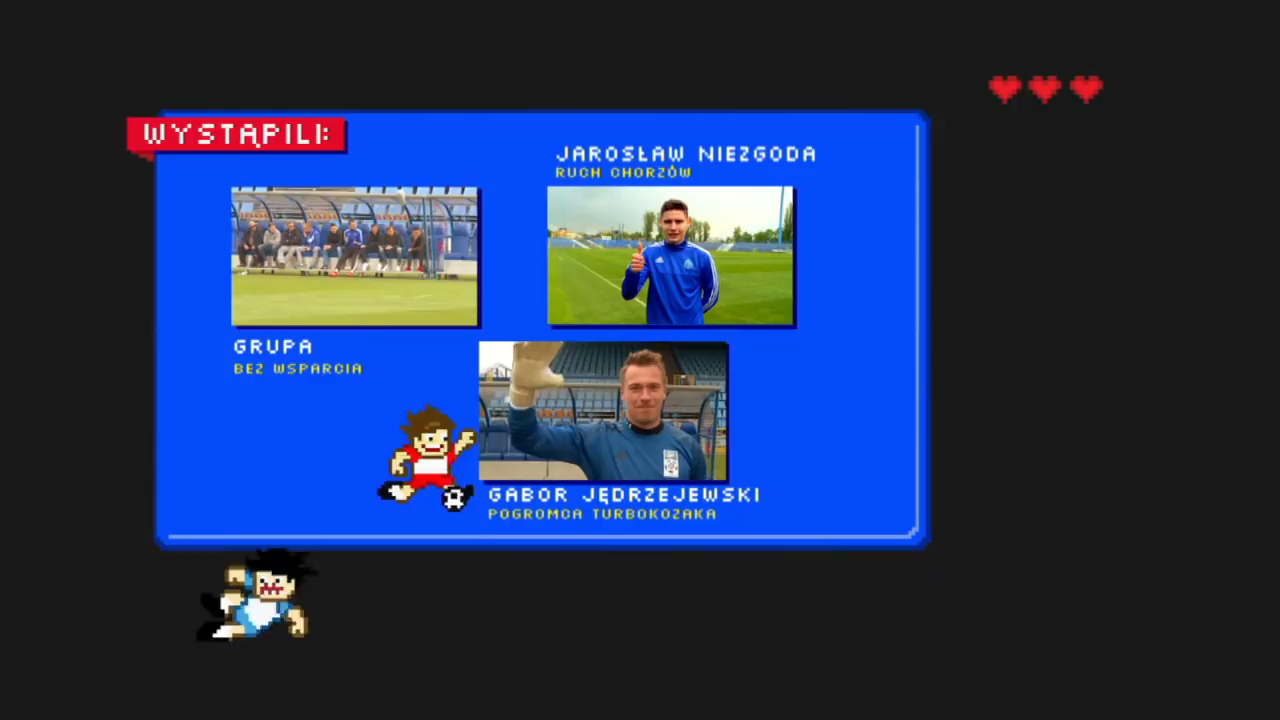 WYSTĄPILI:
JAROSŁAW NIEZGODA
RUCH CHORZÓW
GRUPA
BEZ WSPARCIA
GABOR JĘDRZEJEWSKI
POGROMCA TURBOKOZAKA